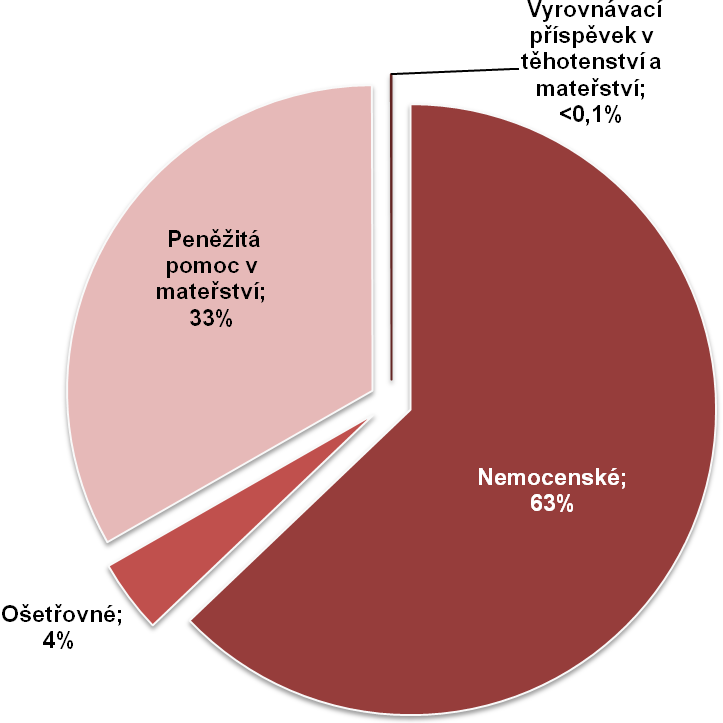 Vyrovnávací
příspěvek v
těhotenství a
mateřství;
<0,1%
Peněžitá
pomoc v
mateřství;
33%
Nemocenské;
63%
Ošetřovné;
4%